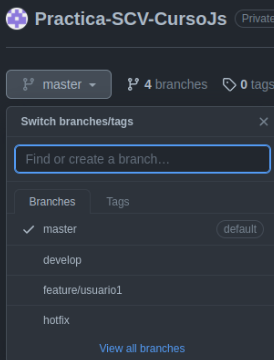 Practica-SCV-CursoJs Private
master 4 branches 0 tags
Switch branches/tags
Find or create a branch...
Branches Tags
master default
develop
feature/usuario1
hotfix
View all branches